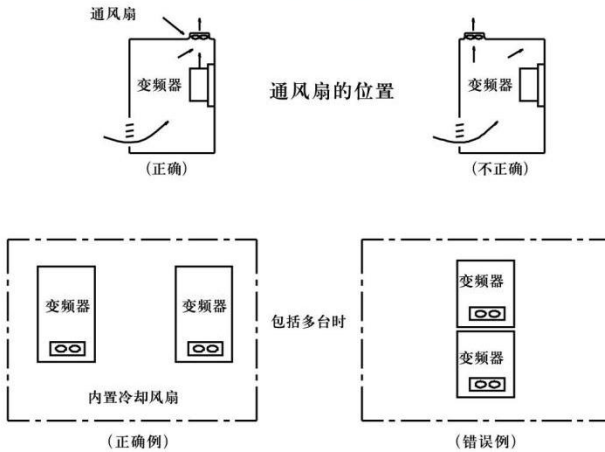 通风扇
变频器
通风扇的位置
变频器
(正确)
(不正确)
变频器
变频器
包括多台时
变频器
变频器
内置冷却风扇
(正确例)
(错误例)